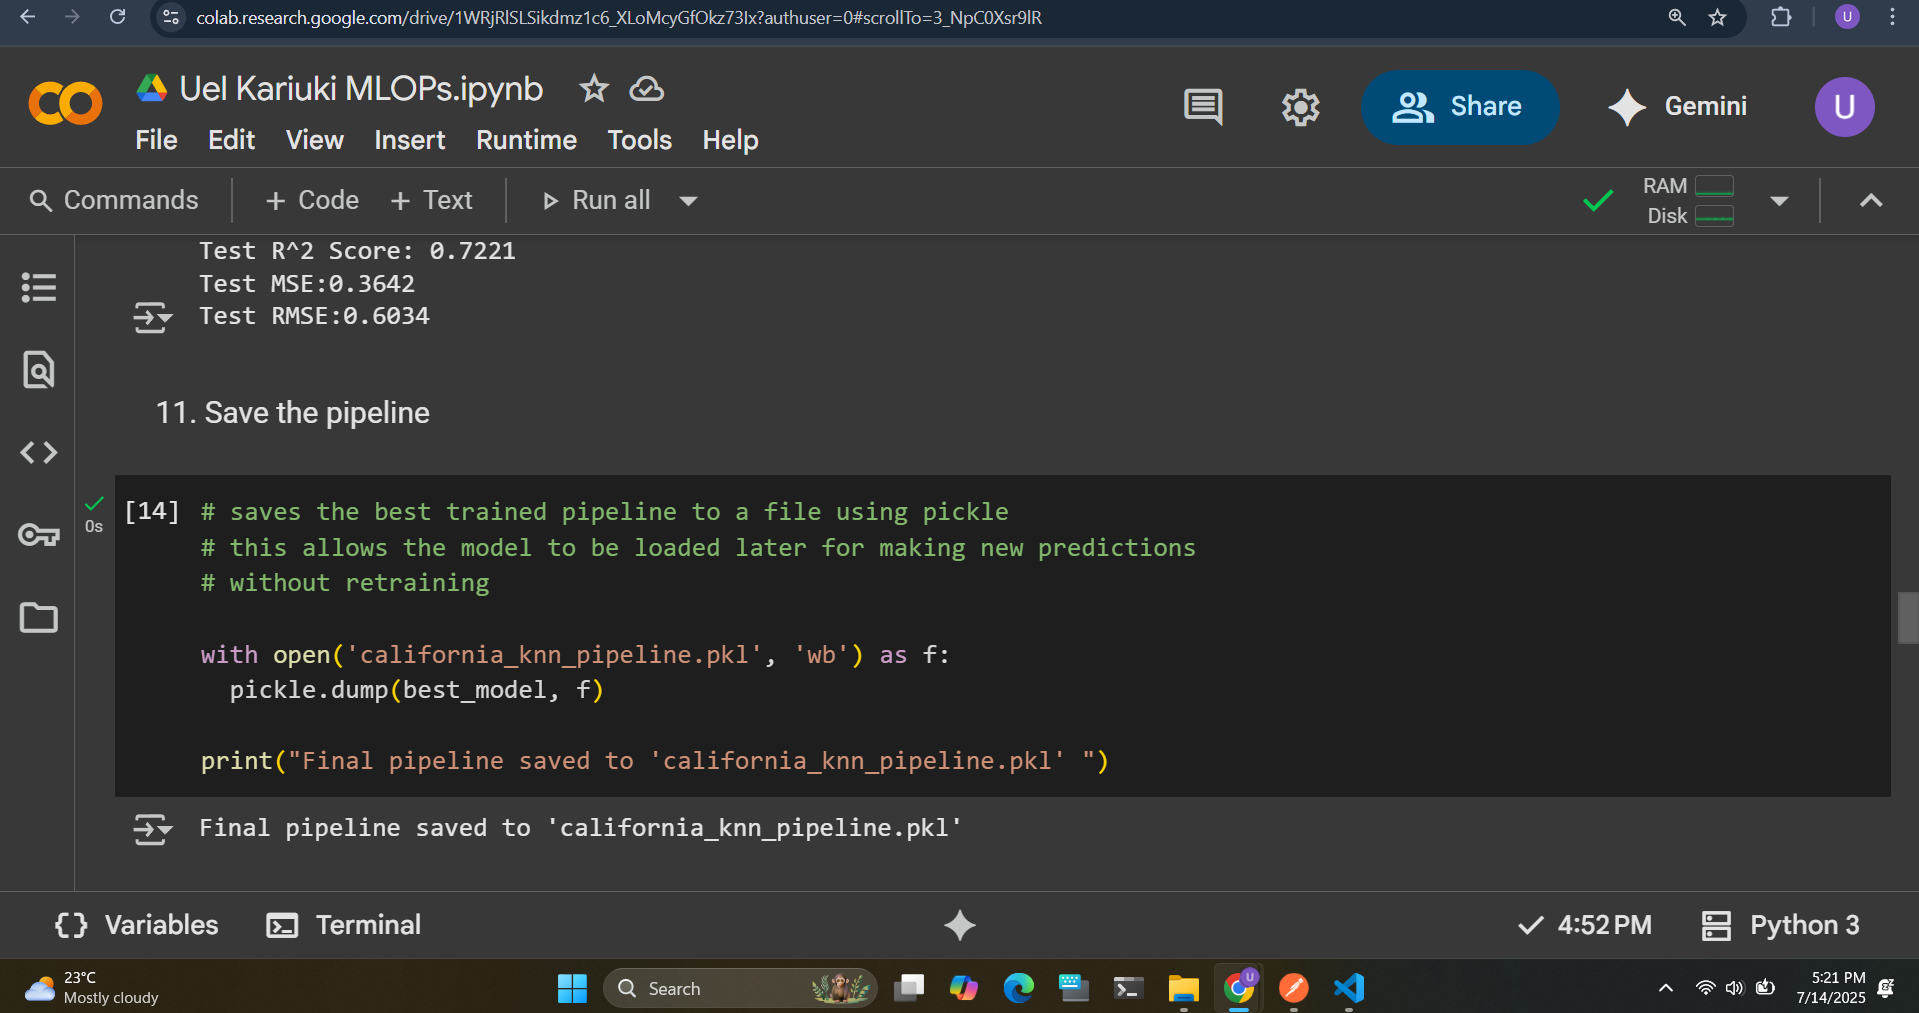 colab.research.google.com/drive/1WRjRlSLSikdmz1c6_XLoMcyGfOkz73Ix?authuser=0#scrollTo=3_NpC0Xsr9lR
U
Uel Kariuki MLOPs.ipynb
Share
Gemini
U
File Edit View Insert Runtime Tools Help
Commands + Code + Text Run all
RAM
Disk
Test R^2 Score: 0.7221
Test MSE:0.3642
Test RMSE:0.6034
11. Save the pipeline
0s
[14] # saves the best trained pipeline to a file using pickle
# this allows the model to be loaded later for making new predictions
# without retraining
with open('california_knn_pipeline.pkl', 'wb') as f:
pickle.dump(best_model, f)
print("Final pipeline saved to 'california_knn_pipeline.pkl' ")
Final pipeline saved to 'california_knn_pipeline.pkl'
{} Variables Terminal
4:52 PM
Python 3
23°C
Mostly cloudy
Search
U
5:21 PM
7/14/2025